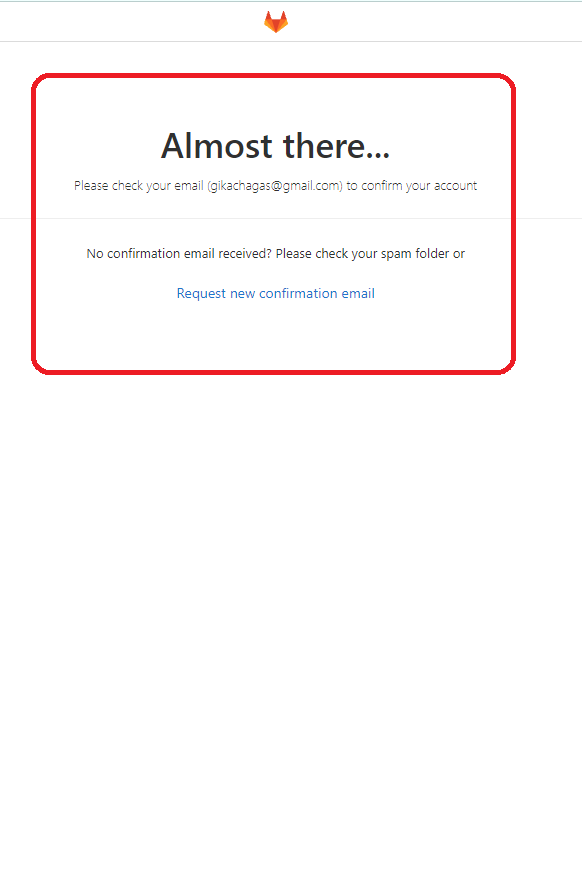 Almost there...
Please check your email (gikachagas@gmail.com) to confirm your account
No confirmation email received? Please check your spam folder or
Request new confirmation email